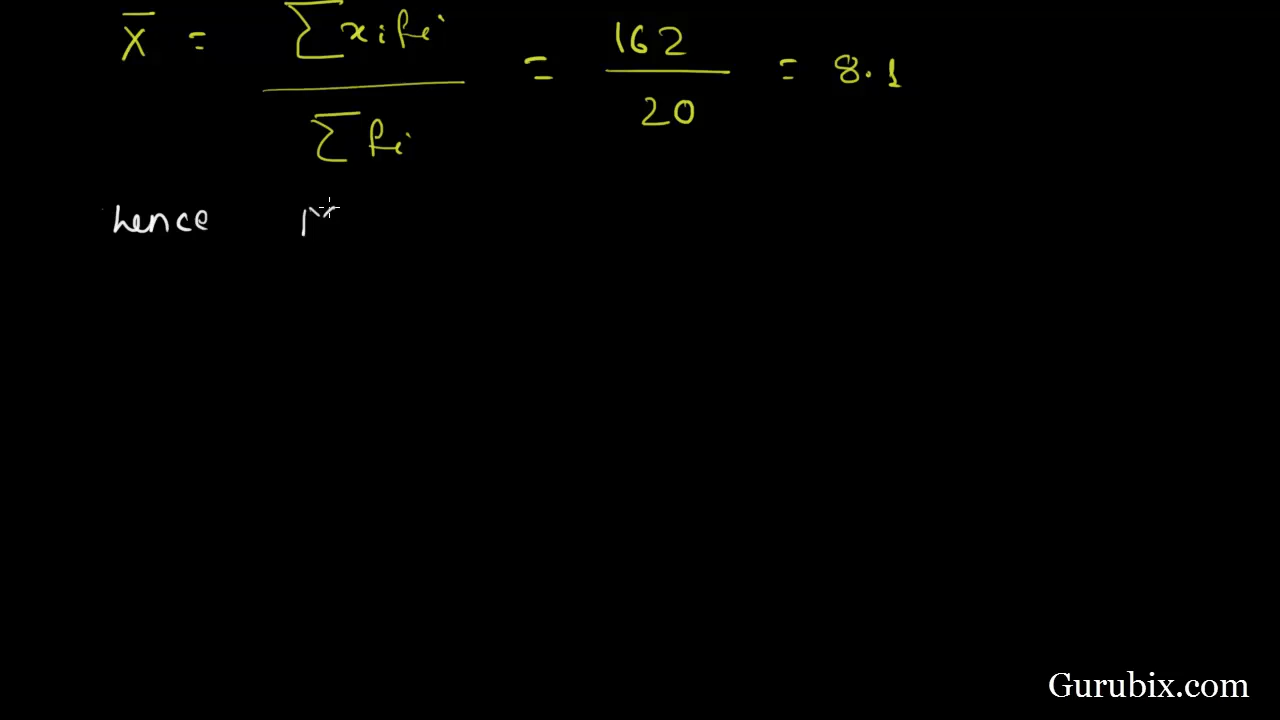 X̄ = Σxifi / Σfi = 162 / 20 = 8.1
hence
Gurubix.com